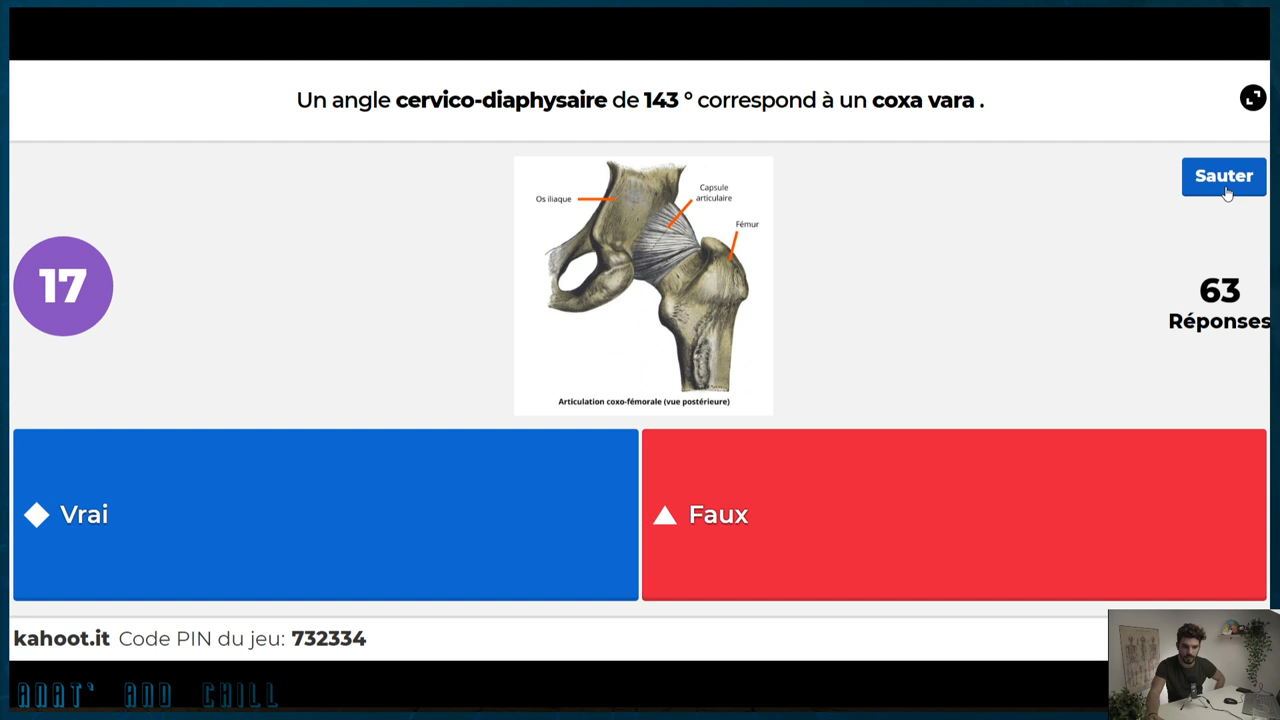 Un angle cervico-diaphysaire de 143 ° correspond à un coxa vara .
Sauter
Os iliaque
Capsule
articulaire
Fémur
17
63
Réponses
Articulation coxo-fémorale (vue postérieure)
Vrai
Faux
kahoot.it Code PIN du jeu: 732334
ANAT' AND CHILL